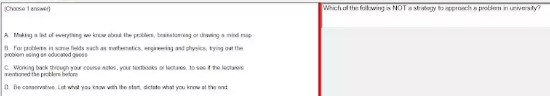 (Choose 1 answer)
Which of the following is NOT a strategy to approach a problem in university?
A. Making a list of everything we know about the problem, brainstorming or drawing a mind map
B. For problems in some fields such as mathematics, engineering and physics, trying out the
problem using an educated guess
C. Working back through your course notes, your textbooks or lectures, to see if the lecturers
mentioned the problem before
D. Be conservative. Let what you know with the start, dictate what you know at the end